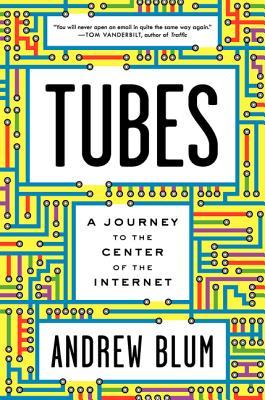 "You will never open an email in quite the same way again."
—TOM VANDERBILT, author of Traffic
TUBES
A JOURNEY
TO THE
CENTER
OF THE
INTERNET
ANDREW BLUM